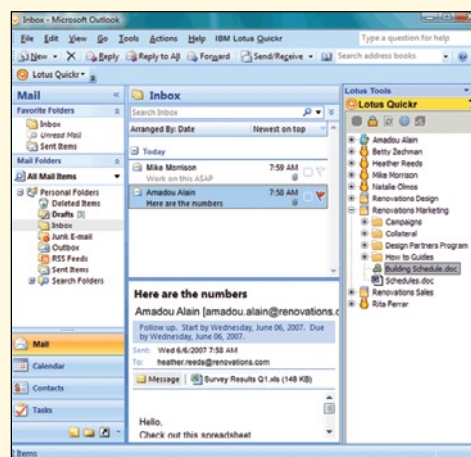 Inbox - Microsoft Outlook
File Edit View Go Tools Actions Help IBM Lotus Quickr
Type a question for help
New Reply Reply to All Forward Send/Receive Search address books
Lotus Quickr
Mail
Favorite Folders
Inbox
Unread Mail
Sent Items
Mail Folders
All Mail Items
Personal Folders
Deleted Items
Drafts [3]
Inbox
Junk E-mail
Outbox
RSS Feeds
Sent Items
Search Folders
Mail
Calendar
Contacts
Tasks
Items
Inbox
Search Inbox
Arranged By: Date Newest on top
Today
Mike Morrison 7:59 AM
Work on this ASAP
Amadou Alain 7:58 AM
Here are the numbers
Here are the numbers
Amadou Alain [amadou.alain@renovations.c
Follow up. Start by Wednesday, June 06, 2007. Due
by Wednesday, June 06, 2007.
Sent: Wed 6/6/2007 7:58 AM
To: heather.reeds@renovations.com
Message Survey Results Q1.xls (148 KB)
Hello,
Check out this spreadsheet
Lotus Tools
Lotus Quickr
Amadou Alain
Betty Zechman
Heather Reeds
Mike Morrison
Natalie Olmos
Renovations Design
Renovations Marketing
Campaigns
Collateral
Design Partners Program
How to Guides
Building Schedule.doc
Schedules.doc
Renovations Sales
Rita Ferrar